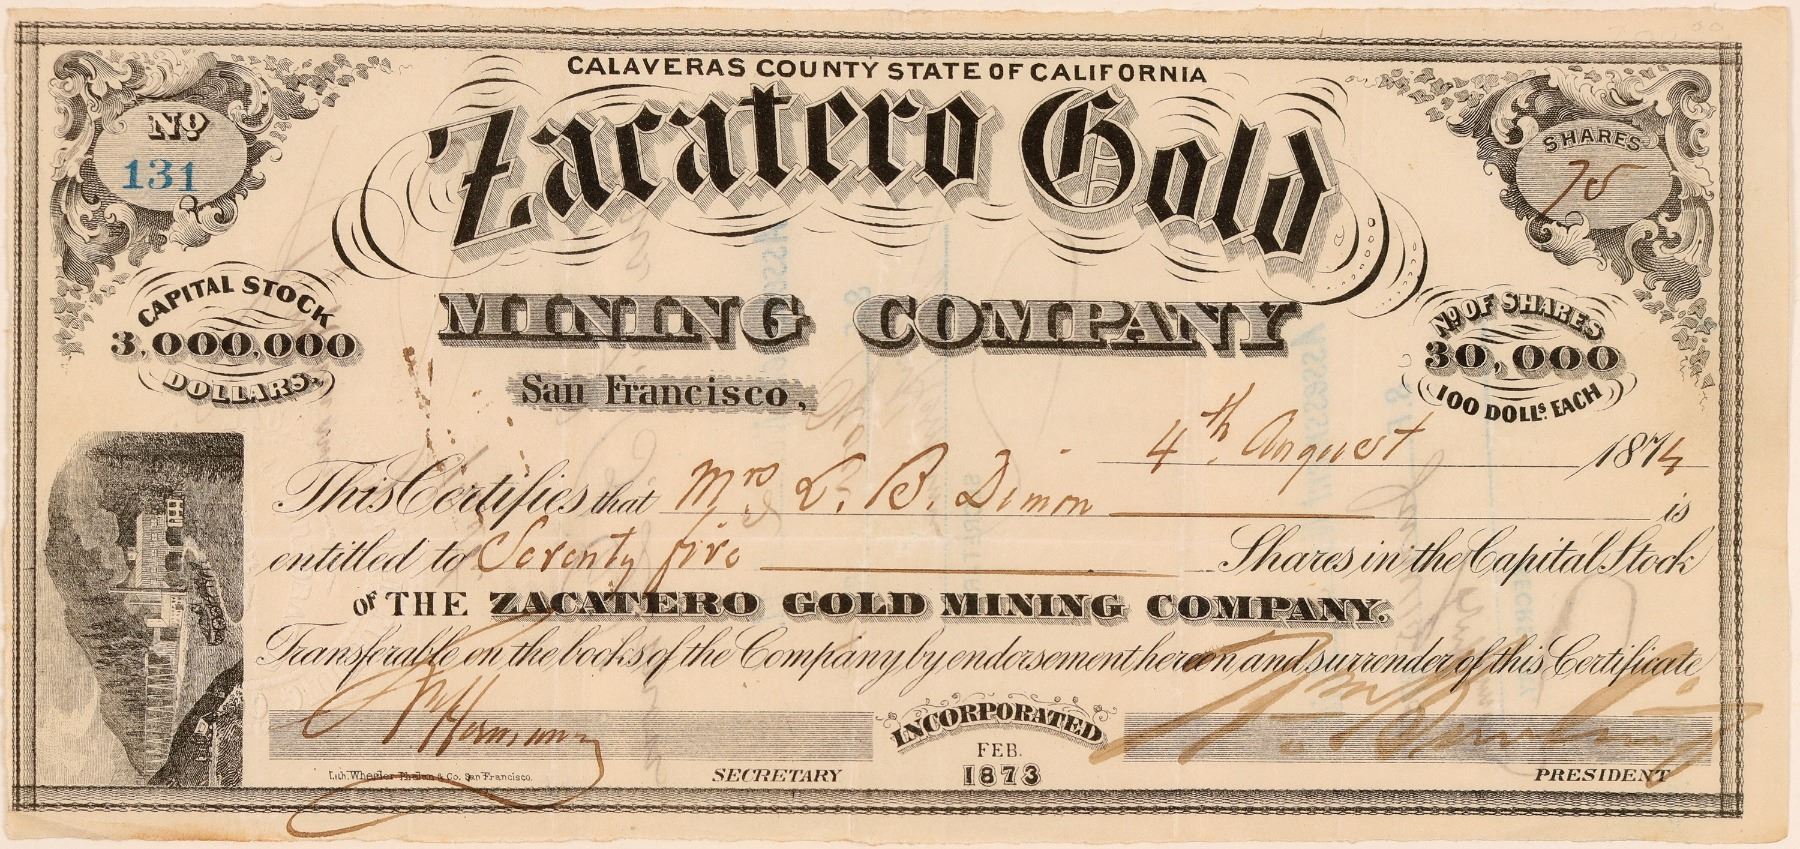 CALAVERAS COUNTY STATE OF CALIFORNIA
Zacatero Gold
MINING COMPANY
Nº
131
SHARES
75
CAPITAL STOCK
3,000,000
DOLLARS.
Nº OF SHARES
30,000
100 DOLLS. EACH
San Francisco,
4th August 1874
This Certifies that Mrs L. B. Dimon is
entitled to Seventy five Shares in the Capital Stock
OF THE ZACATERO GOLD MINING COMPANY.
Transferable on the books of the Company by endorsement hereon, and surrender of this Certificate
INCORPORATED
FEB.
1873
Lith. Wheeler Phelan & Co. San Francisco.
SECRETARY
PRESIDENT